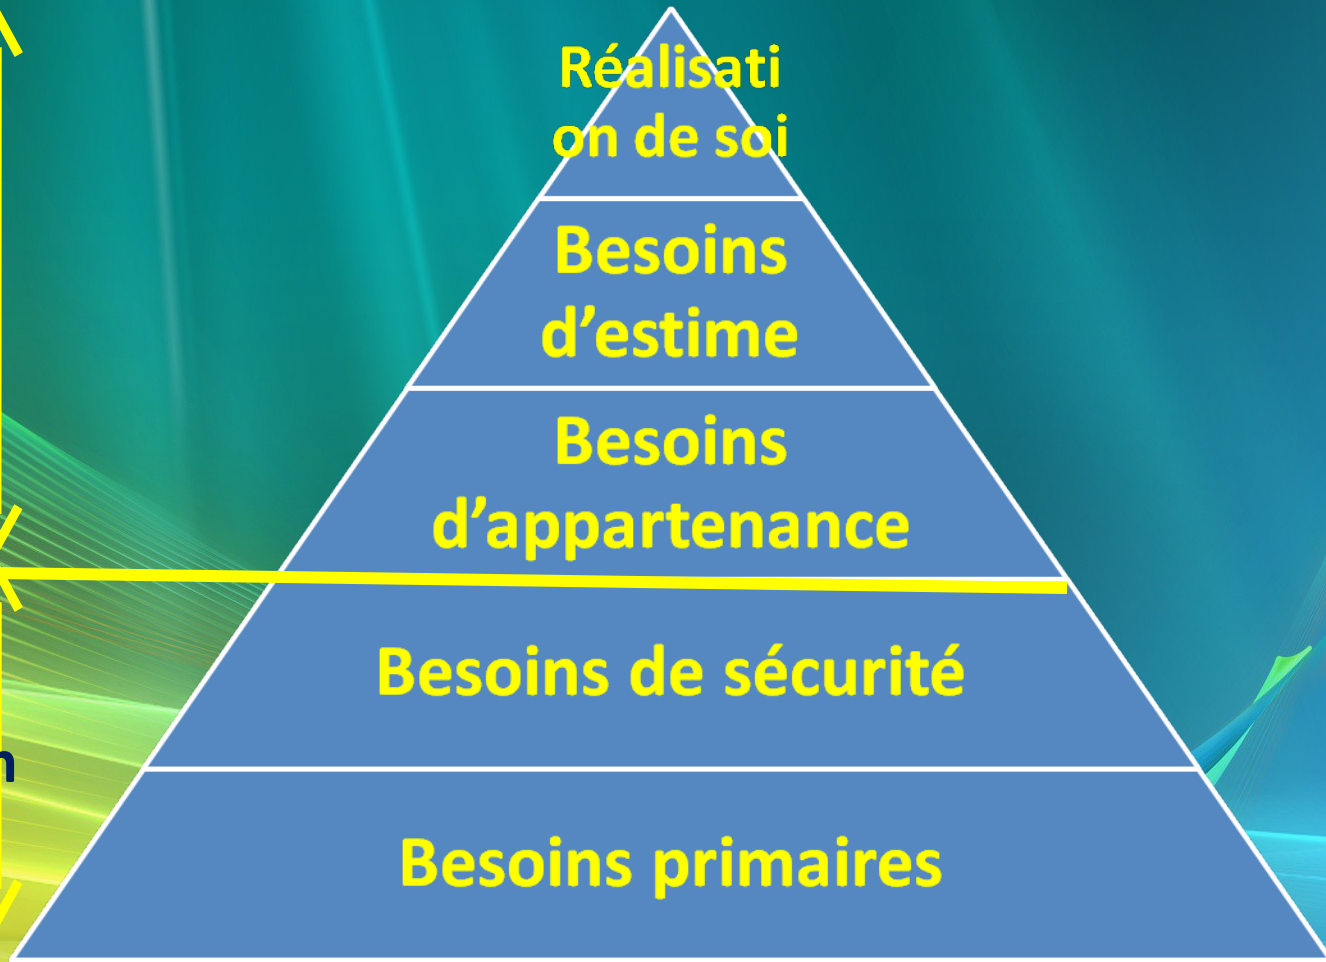 Réalisati
on de soi
Besoins
d’estime
Besoins
d’appartenance
Besoins de sécurité
n
Besoins primaires